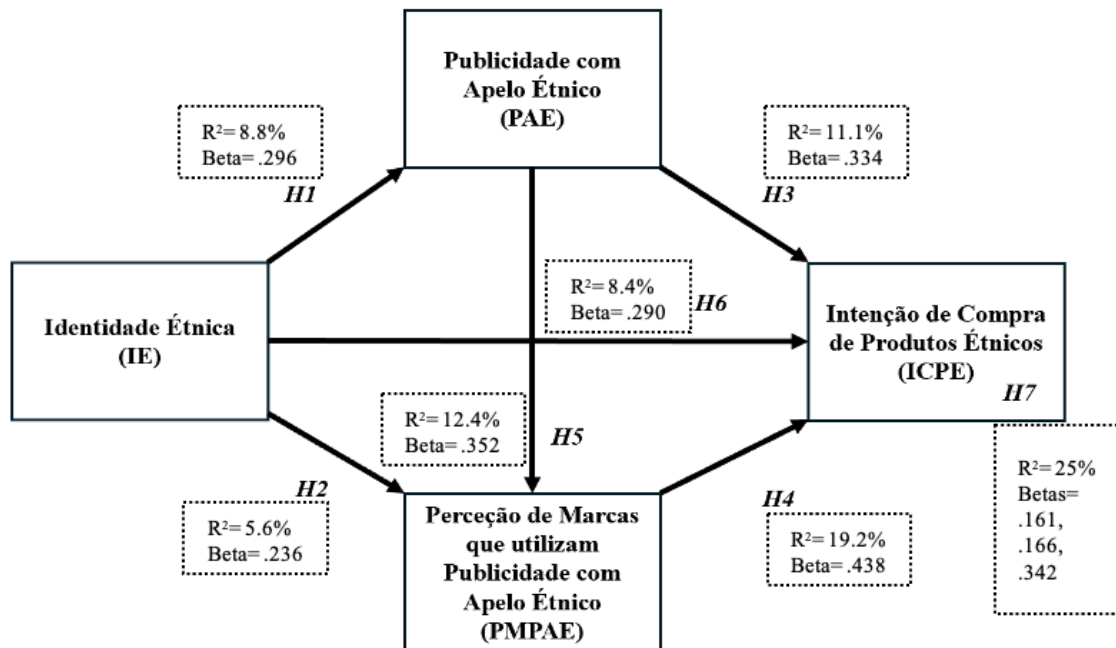 Publicidade com
Apelo Étnico
(PAE)
R²= 8.8%
Beta= .296
H1
R²= 11.1%
Beta= .334
H3
Identidade Étnica
(IE)
R²= 8.4%
Beta= .290
H6
Intenção de Compra
de Produtos Étnicos
(ICPE)
H7
R²= 12.4%
Beta= .352
H5
H2
R²= 5.6%
Beta= .236
Perceção de Marcas
que utilizam
Publicidade com
Apelo Étnico
(PMPAE)
H4
R²= 19.2%
Beta= .438
R²= 25%
Betas=
.161,
.166,
.342